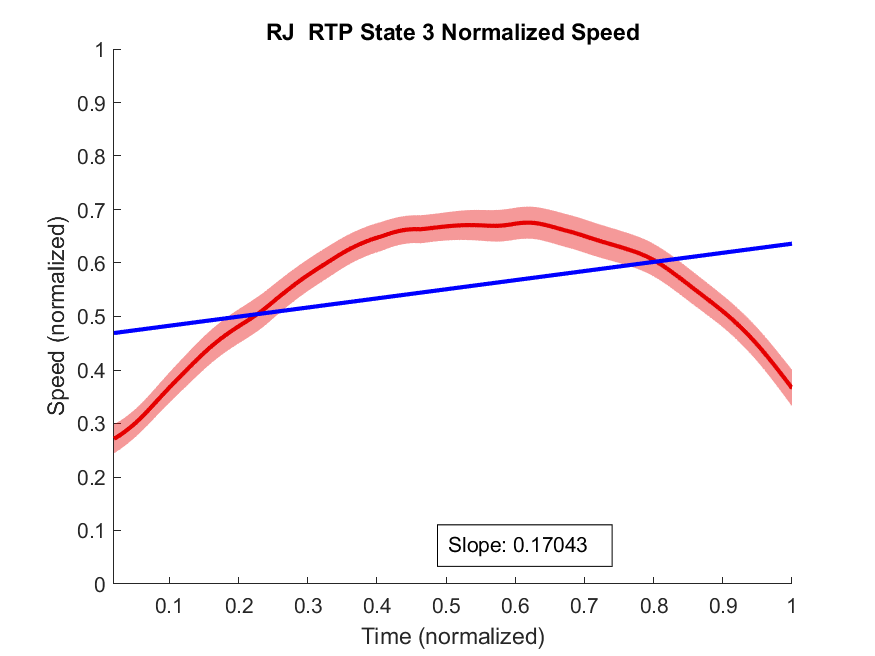 RJ  RTP State 3 Normalized Speed
1
0.9
0.8
0.7
0.6
0.5
0.4
0.3
0.2
0.1
0
Speed (normalized)
Slope: 0.17043
0.1 0.2 0.3 0.4 0.5 0.6 0.7 0.8 0.9 1
Time (normalized)